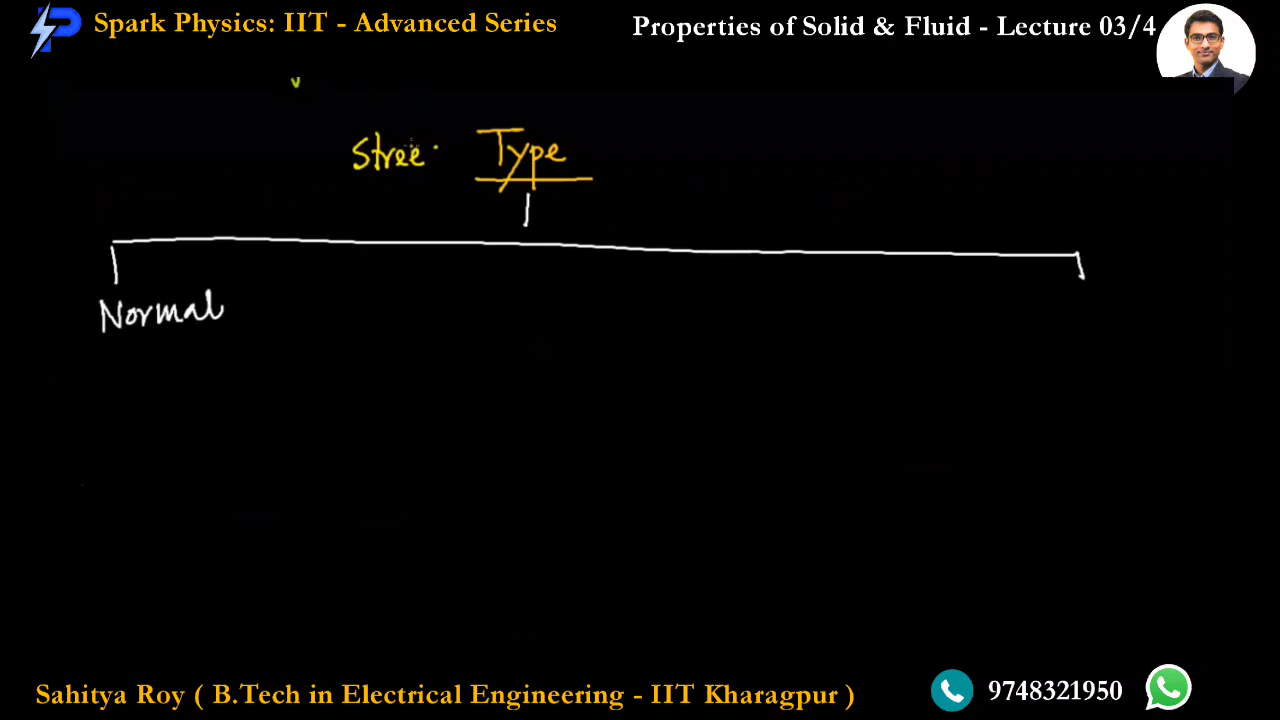 Spark Physics: IIT - Advanced Series
Properties of Solid & Fluid - Lecture 03/4
Stree Type
Normal
Sahitya Roy ( B.Tech in Electrical Engineering - IIT Kharagpur )
9748321950